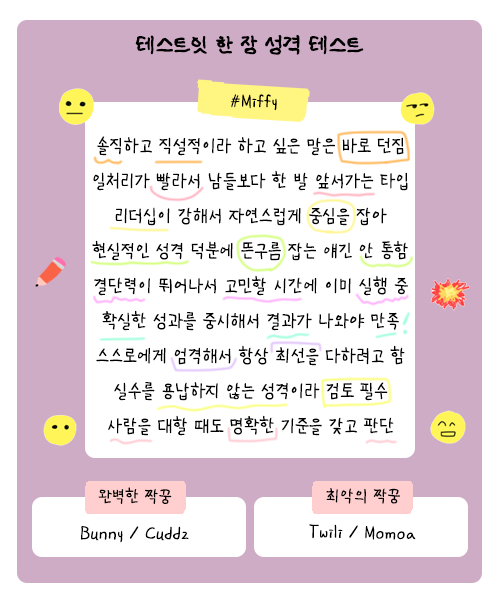 테스트잇 한 장 성격 테스트
#Miffy
솔직하고 직설적이라 하고 싶은 말은 바로 던짐
일처리가 빨라서 남들보다 한 발 앞서가는 타입
리더십이 강해서 자연스럽게 중심을 잡아
현실적인 성격 덕분에 뜬구름 잡는 얘긴 안 통함
결단력이 뛰어나서 고민할 시간에 이미 실행 중
확실한 성과를 중시해서 결과가 나와야 만족!
스스로에게 엄격해서 항상 최선을 다하려고 함
실수를 용납하지 않는 성격이라 검토 필수
사람을 대할 때도 명확한 기준을 갖고 판단
완벽한 짝꿍
Bunny / Cuddz
최악의 짝꿍
Twili / Momoa